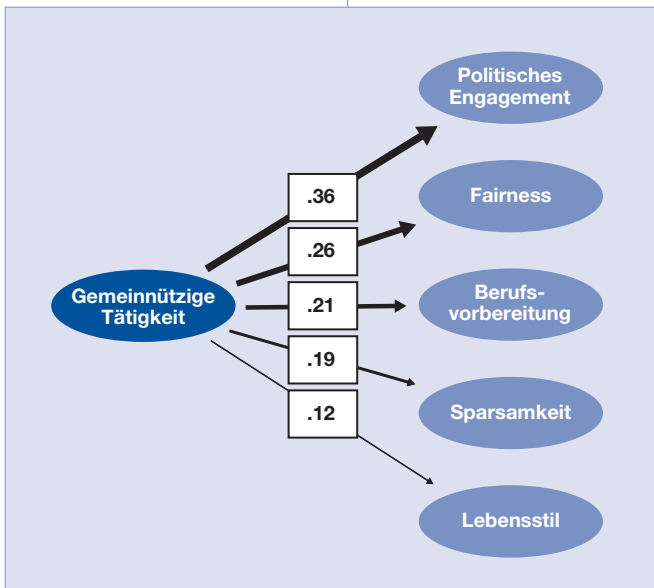 Politisches
Engagement
.36
Fairness
.26
Gemeinnützige
Tätigkeit
.21
Berufs-
vorbereitung
.19
Sparsamkeit
.12
Lebensstil